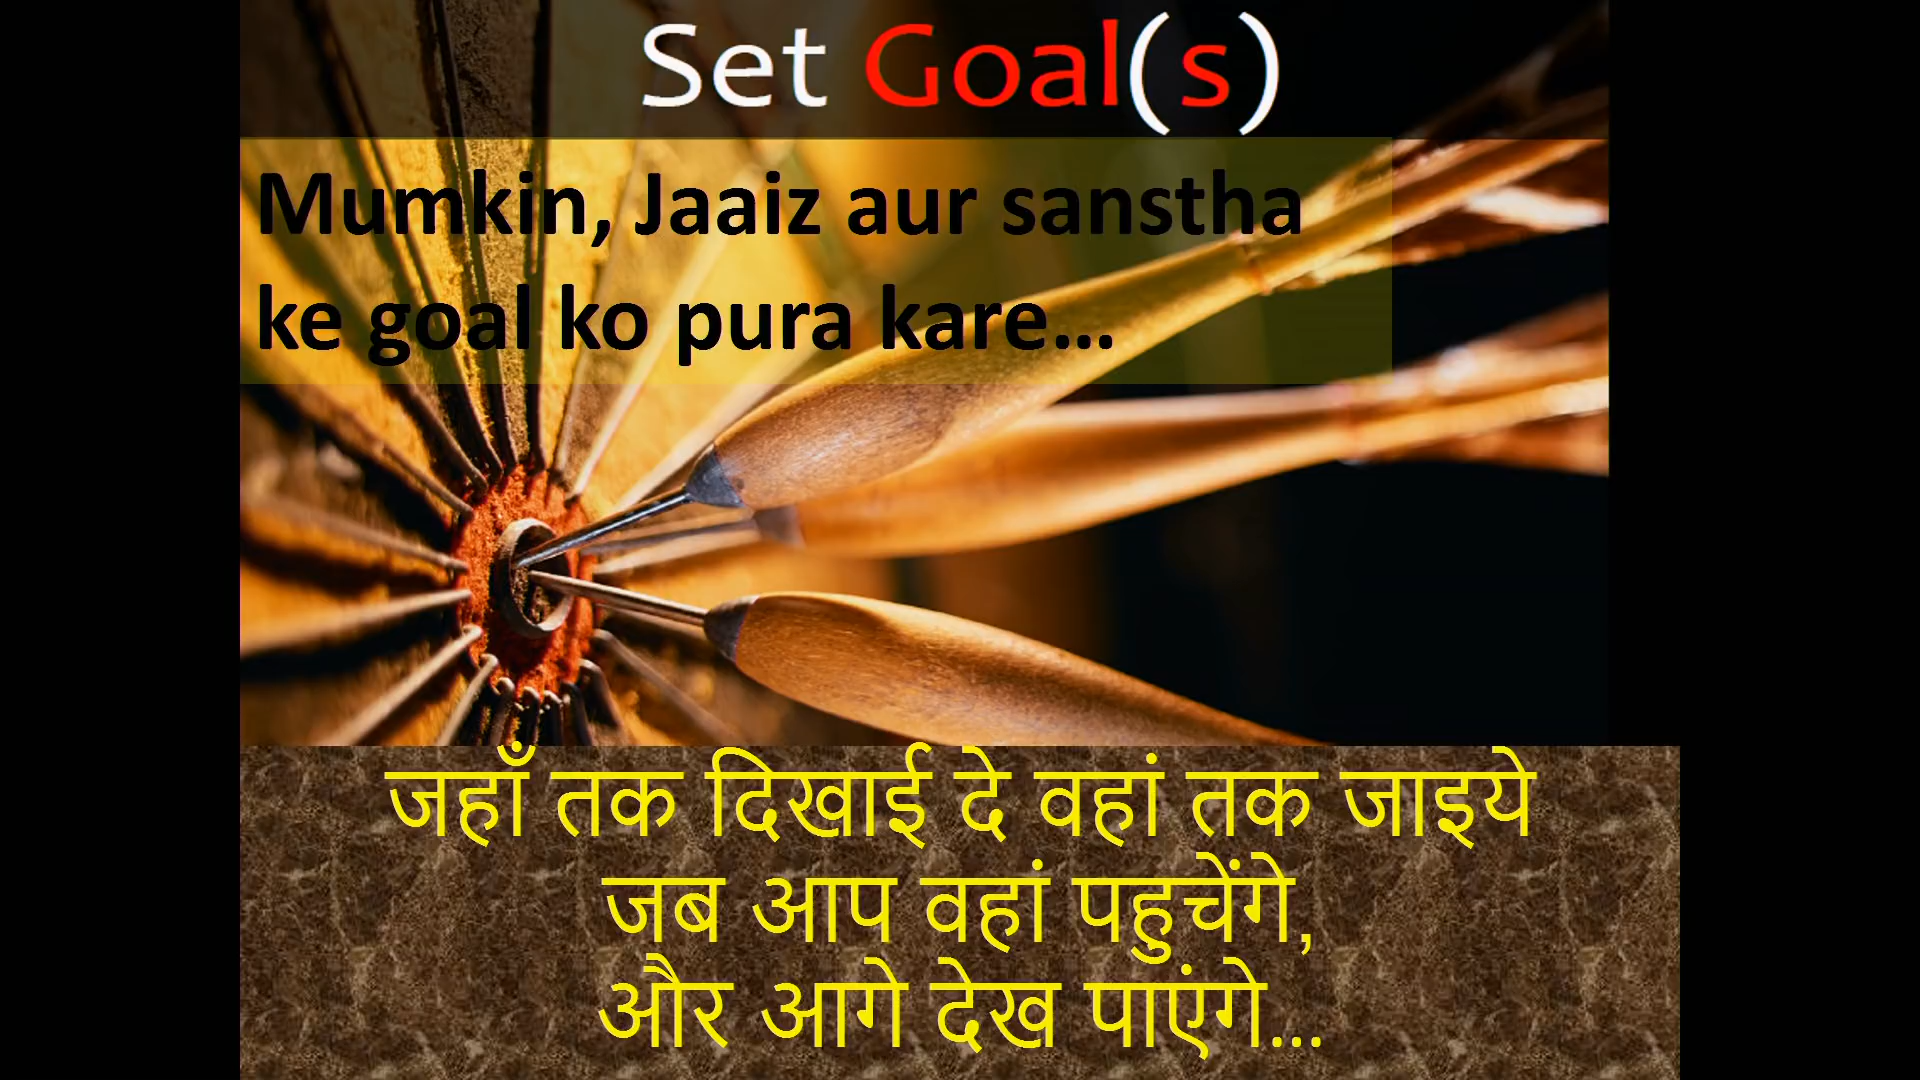 Set Goal(s)
Mumkin, Jaaiz aur sanstha
ke goal ko pura kare...
जहाँ तक दिखाई दे वहां तक जाइये
जब आप वहां पहुचेंगे,
और आगे देख पाएंगे...